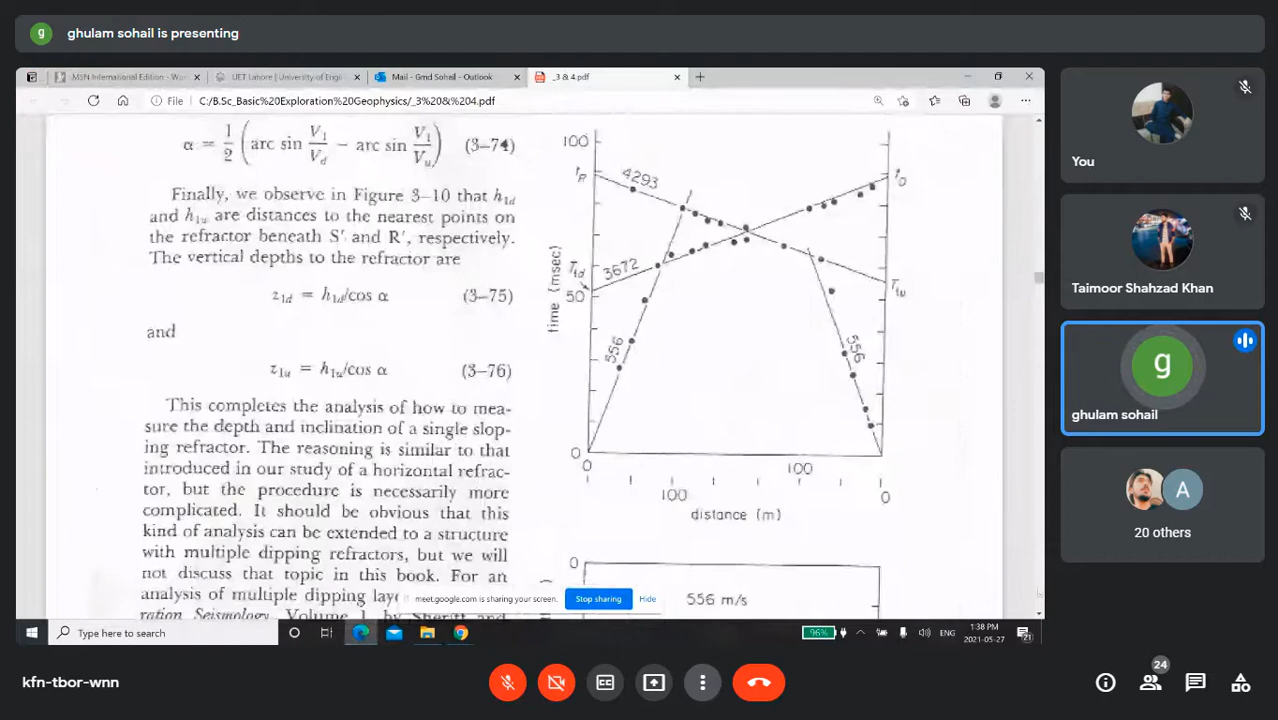 ghulam sohail is presenting
MSN International Edition - Wor
UET Lahore | University of Engi
Mail - Gmd Sohail - Outlook
_3 & 4.pdf
File C:/B.Sc_Basic%20Exploration%20Geophysics/_3%20&%204.pdf
α = 1/2 (arc sin V₁/V_d − arc sin V₁/V_u) (3–74)
Finally, we observe in Figure 3–10 that h₁d
and h₁u are distances to the nearest points on
the refractor beneath S′ and R′, respectively.
The vertical depths to the refractor are
z₁d = h₁d/cos α (3-75)
and
z₁u = h₁u/cos α (3-76)
This completes the analysis of how to mea-
sure the depth and inclination of a single slop-
ing refractor. The reasoning is similar to that
introduced in our study of a horizontal refrac-
tor, but the procedure is necessarily more
complicated. It should be obvious that this
kind of analysis can be extended to a structure
with multiple dipping refractors, but we will
not discuss that topic in this book. For an
analysis of multiple dipping lay
ration Seismology, Volume 1, by Sheriff and
100
t_R
4293
t_D
T₁d
3672
50
T₁u
time (msec)
556
556
0
0
100
100
0
distance (m)
0
556 m/s
meet.google.com is sharing your screen.
Stop sharing
Hide
Type here to search
96%
ENG
1:38 PM
2021-05-27
21
You
Taimoor Shahzad Khan
g
ghulam sohail
A
20 others
kfn-tbor-wnn
24